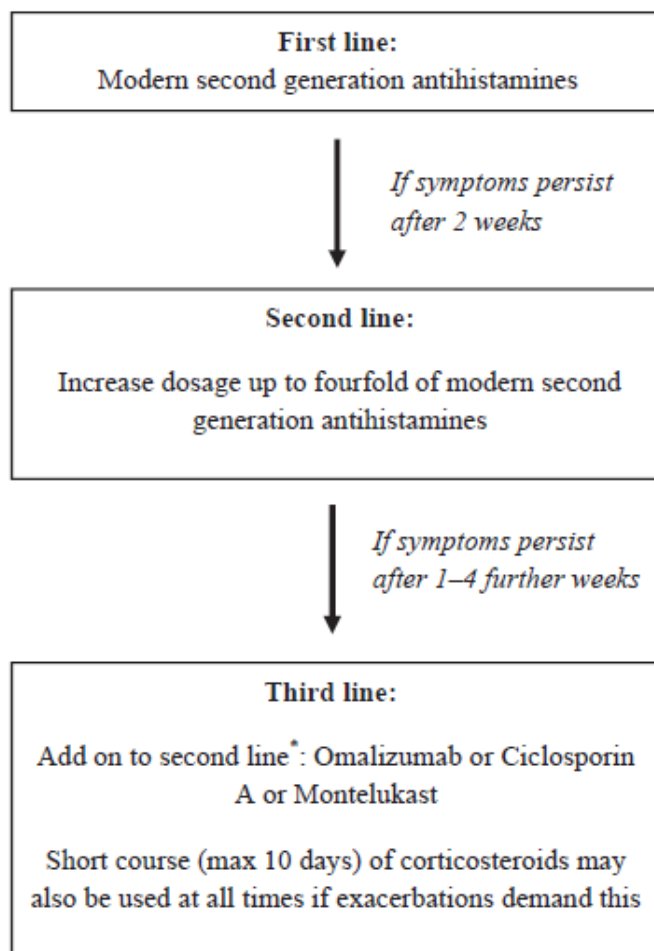 First line:
Modern second generation antihistamines
If symptoms persist
after 2 weeks
Second line:
Increase dosage up to fourfold of modern second
generation antihistamines
If symptoms persist
after 1–4 further weeks
Third line:
Add on to second line*: Omalizumab or Ciclosporin
A or Montelukast
Short course (max 10 days) of corticosteroids may
also be used at all times if exacerbations demand this